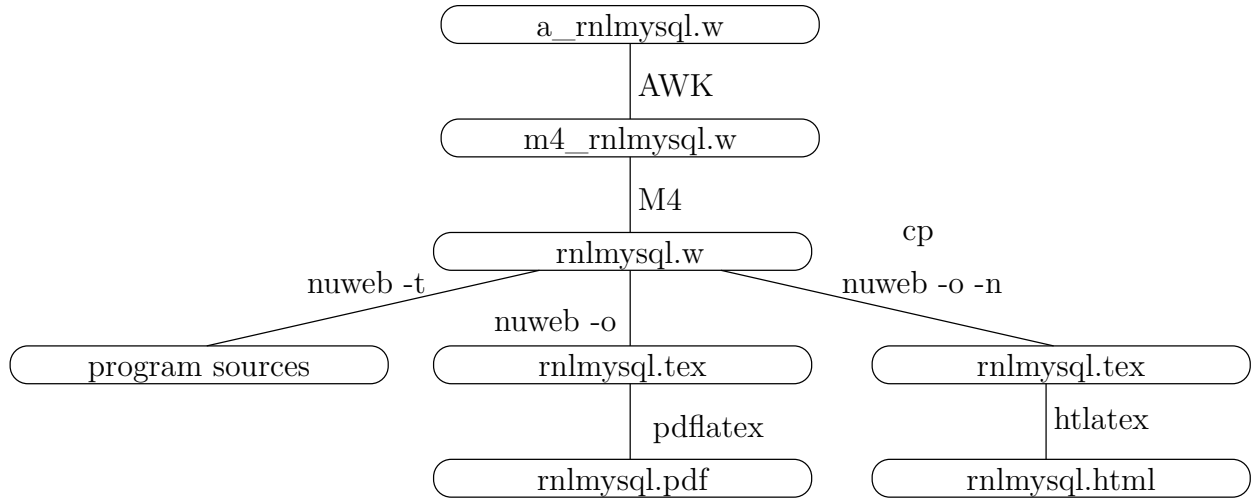 a_rnlmysql.w
AWK
m4_rnlmysql.w
M4
cp
rnlmysql.w
nuweb -t
nuweb -o -n
nuweb -o
program sources
rnlmysql.tex
rnlmysql.tex
pdflatex
htlatex
rnlmysql.pdf
rnlmysql.html